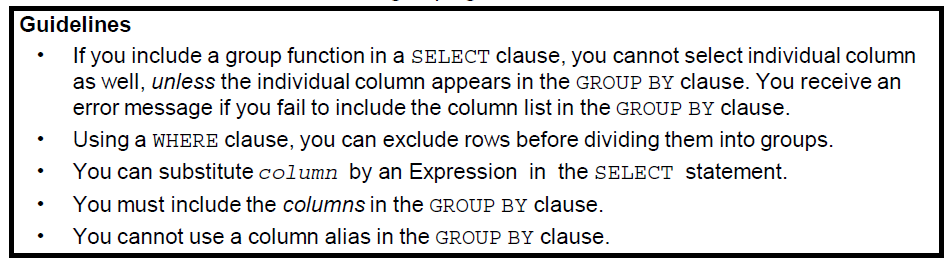 Guidelines
• If you include a group function in a SELECT clause, you cannot select individual column
as well, unless the individual column appears in the GROUP BY clause. You receive an
error message if you fail to include the column list in the GROUP BY clause.
• Using a WHERE clause, you can exclude rows before dividing them into groups.
• You can substitute column by an Expression in the SELECT statement.
• You must include the columns in the GROUP BY clause.
• You cannot use a column alias in the GROUP BY clause.